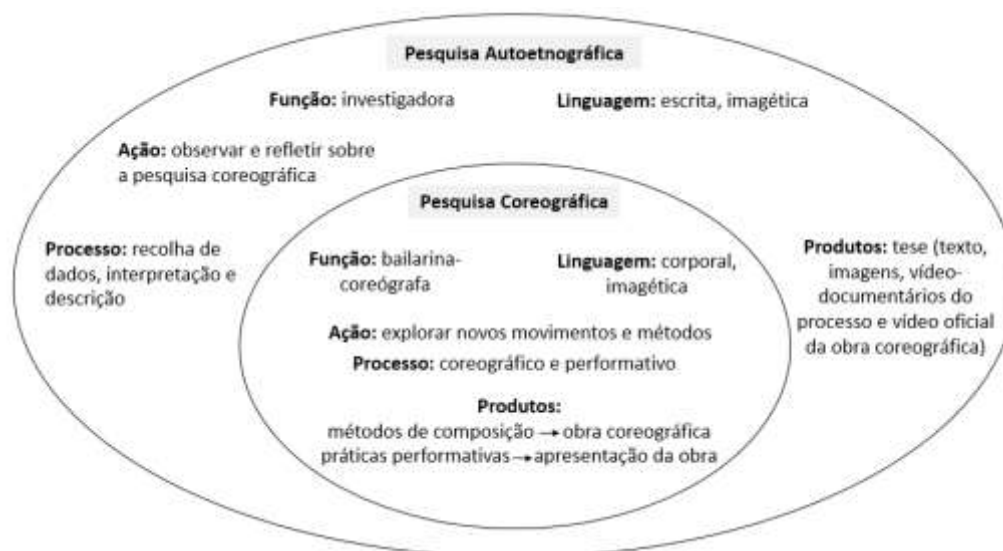 Pesquisa Autoetnográfica
Função: investigadora
Linguagem: escrita, imagética
Ação: observar e refletir sobre
a pesquisa coreográfica
Processo: recolha de
dados, interpretação e
descrição
Pesquisa Coreográfica
Função: bailarina-
coreógrafa
Linguagem: corporal,
imagética
Ação: explorar novos movimentos e métodos
Processo: coreográfico e performativo
Produtos:
métodos de composição → obra coreográfica
práticas performativas → apresentação da obra
Produtos: tese (texto,
imagens, vídeo-
documentários do
processo e vídeo oficial
da obra coreográfica)